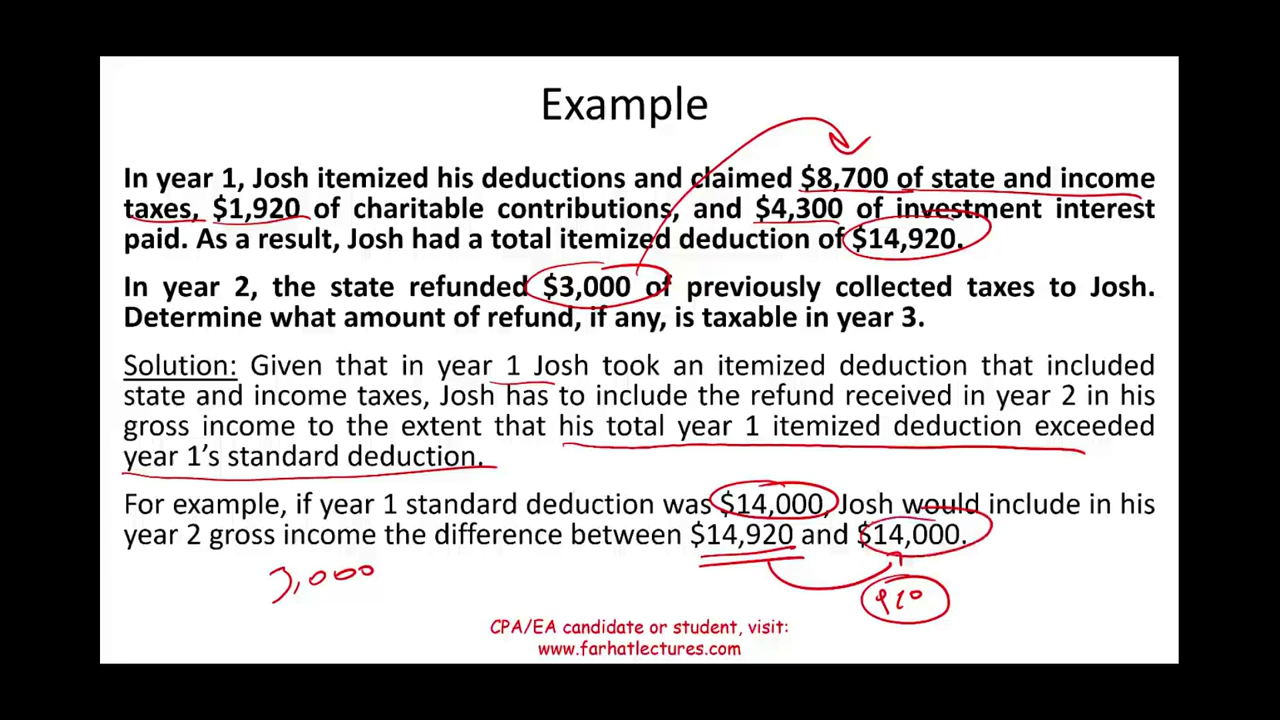 Example
In year 1, Josh itemized his deductions and claimed $8,700 of state and income
taxes, $1,920 of charitable contributions, and $4,300 of investment interest
paid. As a result, Josh had a total itemized deduction of $14,920.
In year 2, the state refunded $3,000 of previously collected taxes to Josh.
Determine what amount of refund, if any, is taxable in year 3.
Solution: Given that in year 1 Josh took an itemized deduction that included
state and income taxes, Josh has to include the refund received in year 2 in his
gross income to the extent that his total year 1 itemized deduction exceeded
year 1's standard deduction.
For example, if year 1 standard deduction was $14,000, Josh would include in his
year 2 gross income the difference between $14,920 and $14,000.
3,000
920
CPA/EA candidate or student, visit:
www.farhatlectures.com